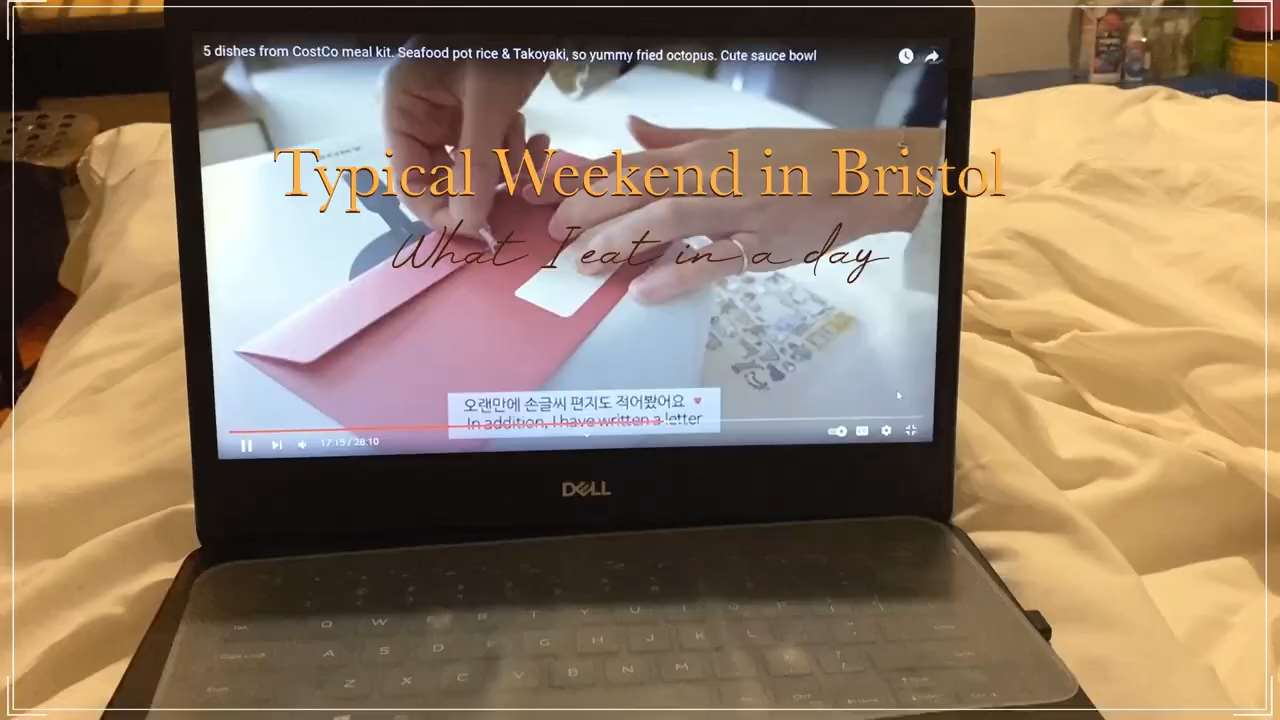 5 dishes from CostCo meal kit. Seafood pot rice & Takoyaki, so yummy fried octopus. Cute sauce bowl
SONY
Typical Weekend in Bristol
What I eat in a day
오랜만에 손글씨 편지도 적어봤어요
In addition, I have written a letter
17:15 / 28:10
DELL
Q W R T Y U I
A S D F G H J K L
Z X C V B N M